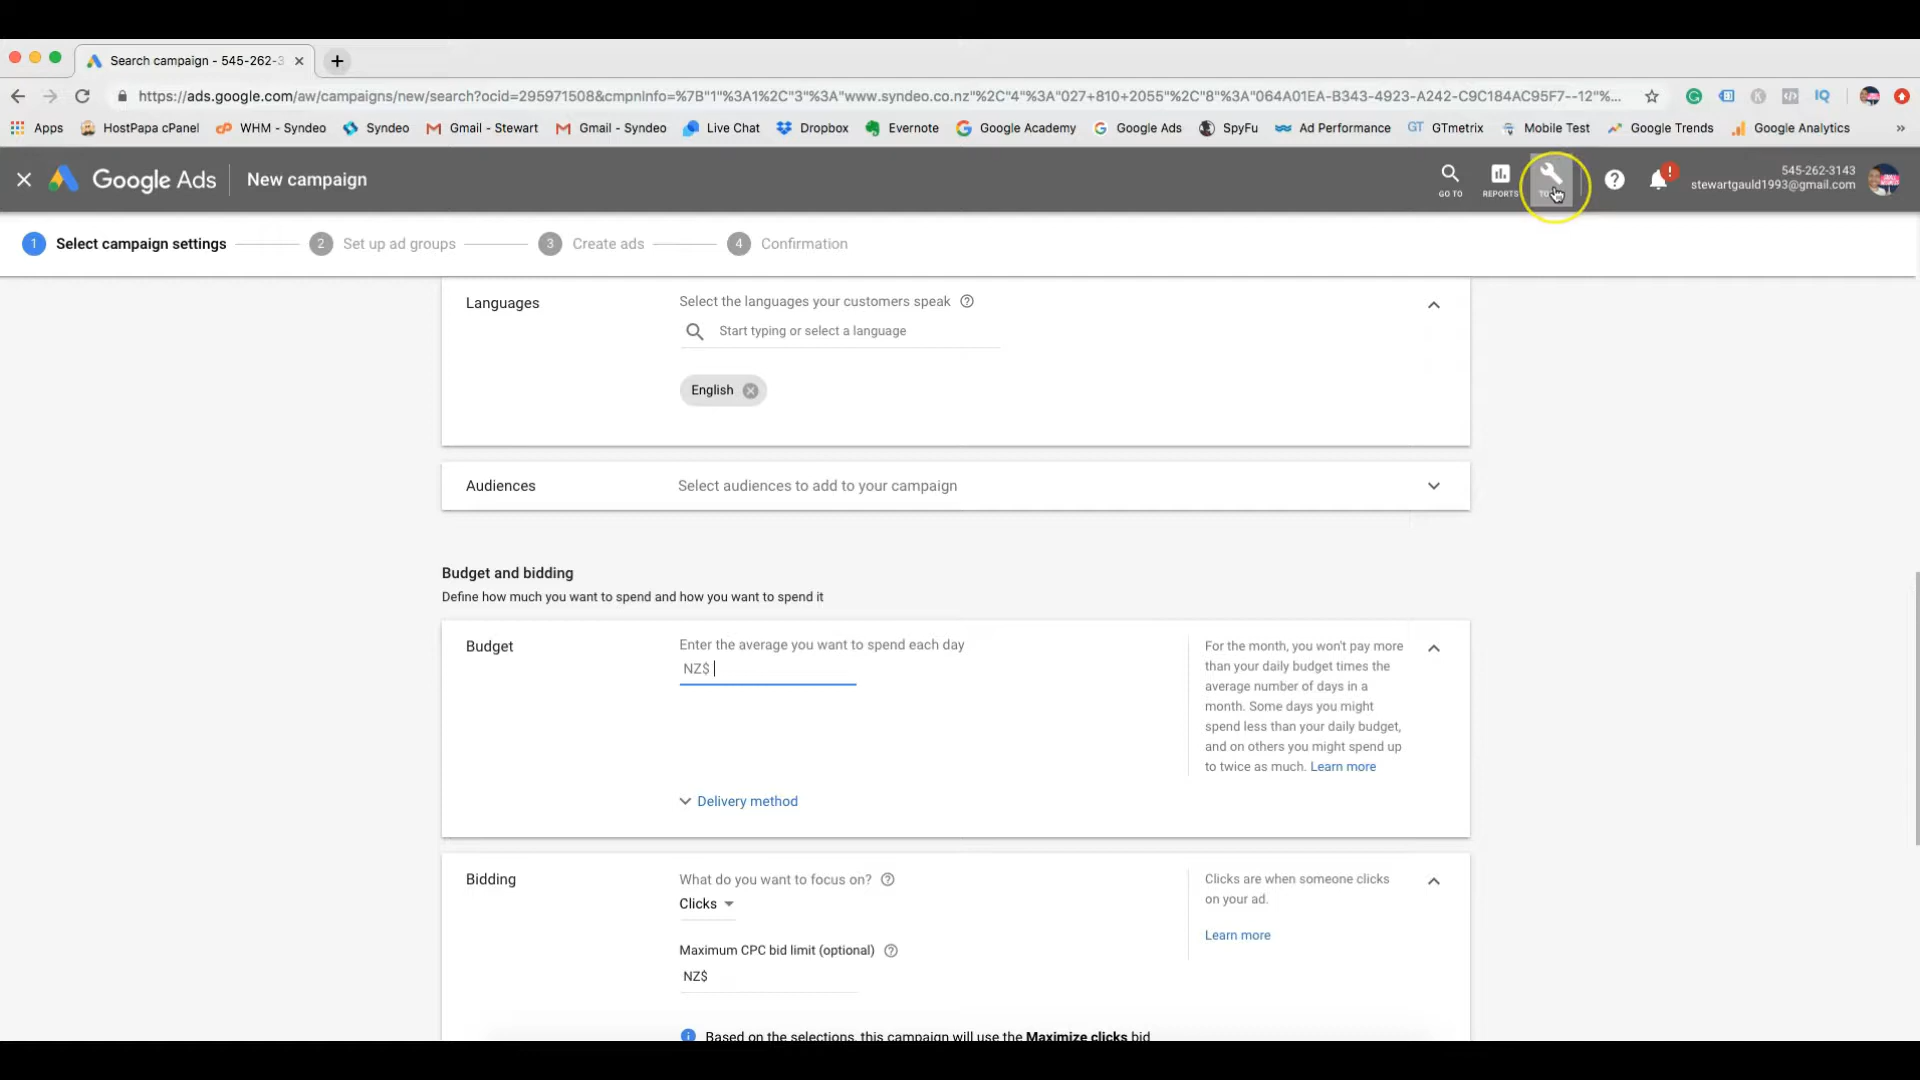 Search campaign - 545-262-3
https://ads.google.com/aw/campaigns/new/search?ocid=295971508&cmpnInfo=%7B"1"%3A1%2C"3"%3A"www.syndeo.co.nz"%2C"4"%3A"027+810+2055"%2C"8"%3A"064A01EA-B343-4923-A242-C9C184AC95F7--12"%...
Apps HostPapa cPanel WHM - Syndeo Syndeo Gmail - Stewart Gmail - Syndeo Live Chat Dropbox Evernote Google Academy Google Ads SpyFu Ad Performance GT GTmetrix Mobile Test Google Trends Google Analytics »
Google Ads New campaign
GO TO REPORTS
545-262-3143
stewartgauld1993@gmail.com
1 Select campaign settings 2 Set up ad groups 3 Create ads 4 Confirmation
Languages
Select the languages your customers speak
Start typing or select a language
English
Audiences Select audiences to add to your campaign
Budget and bidding
Define how much you want to spend and how you want to spend it
Budget
Enter the average you want to spend each day
NZ$
Delivery method
For the month, you won't pay more
than your daily budget times the
average number of days in a
month. Some days you might
spend less than your daily budget,
and on others you might spend up
to twice as much. Learn more
Bidding
What do you want to focus on?
Clicks
Maximum CPC bid limit (optional)
NZ$
Clicks are when someone clicks
on your ad.
Learn more
Based on the selections, this campaign will use the Maximize clicks bid